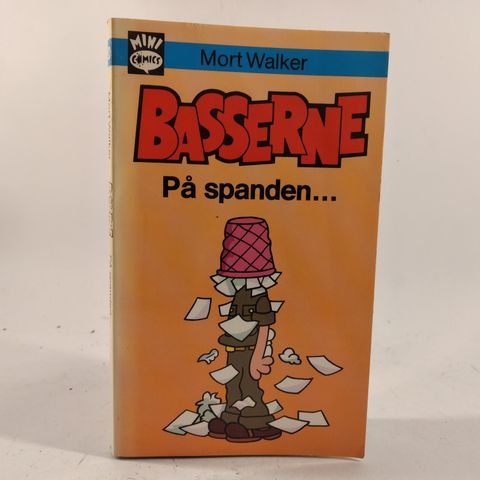 MINI
COMICS
Mort Walker
BASSERNE
På spanden...